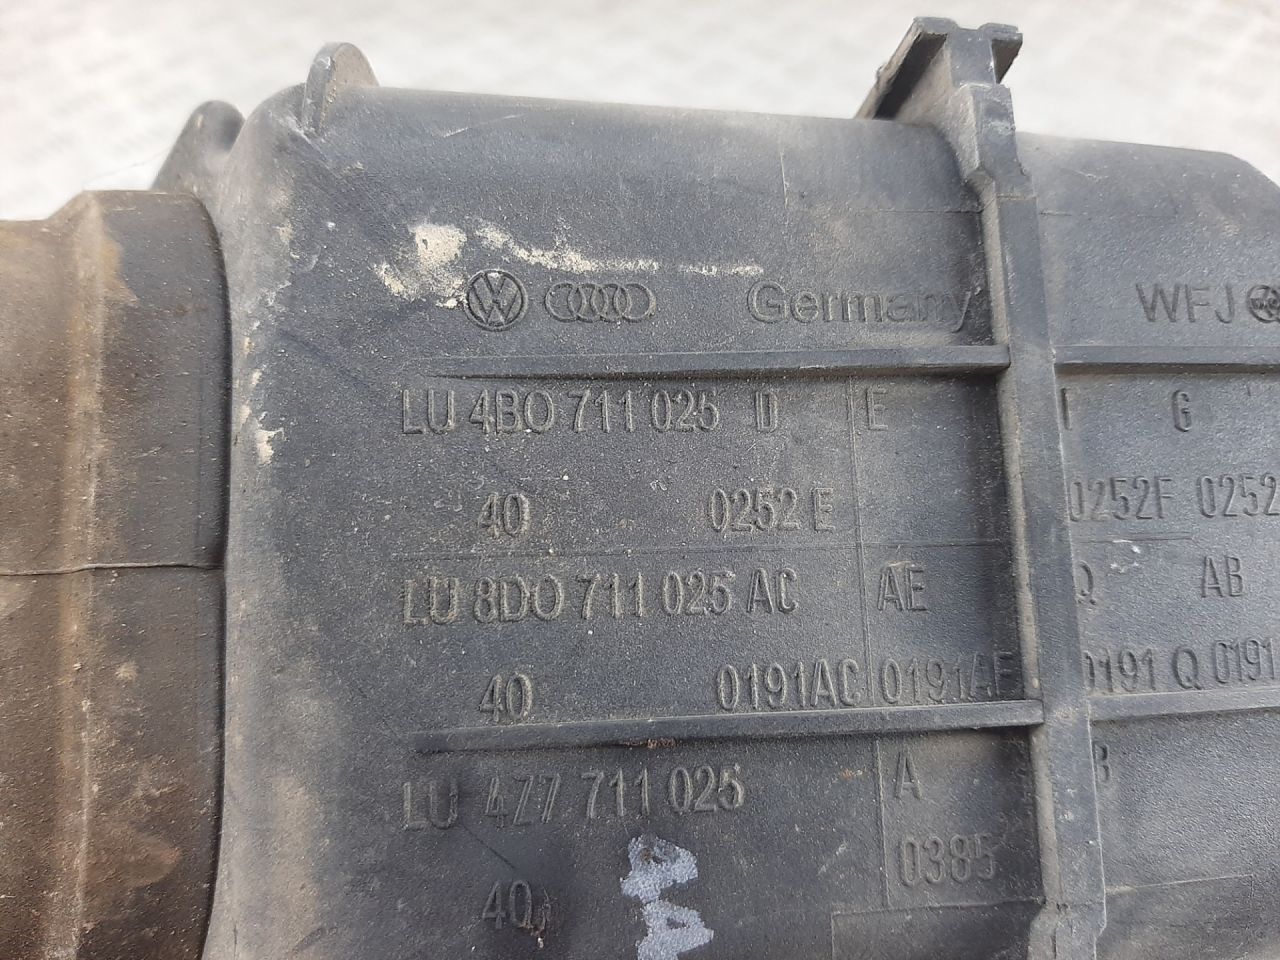 Germany WFJ
LU 4B0 711 025 D E G
40 0252 E 0252F 0252
LU 8D0 711 025 AC AE Q AB
40 0191AC 0191 Q 0191
LU 4Z7 711 025 A B
0385
40